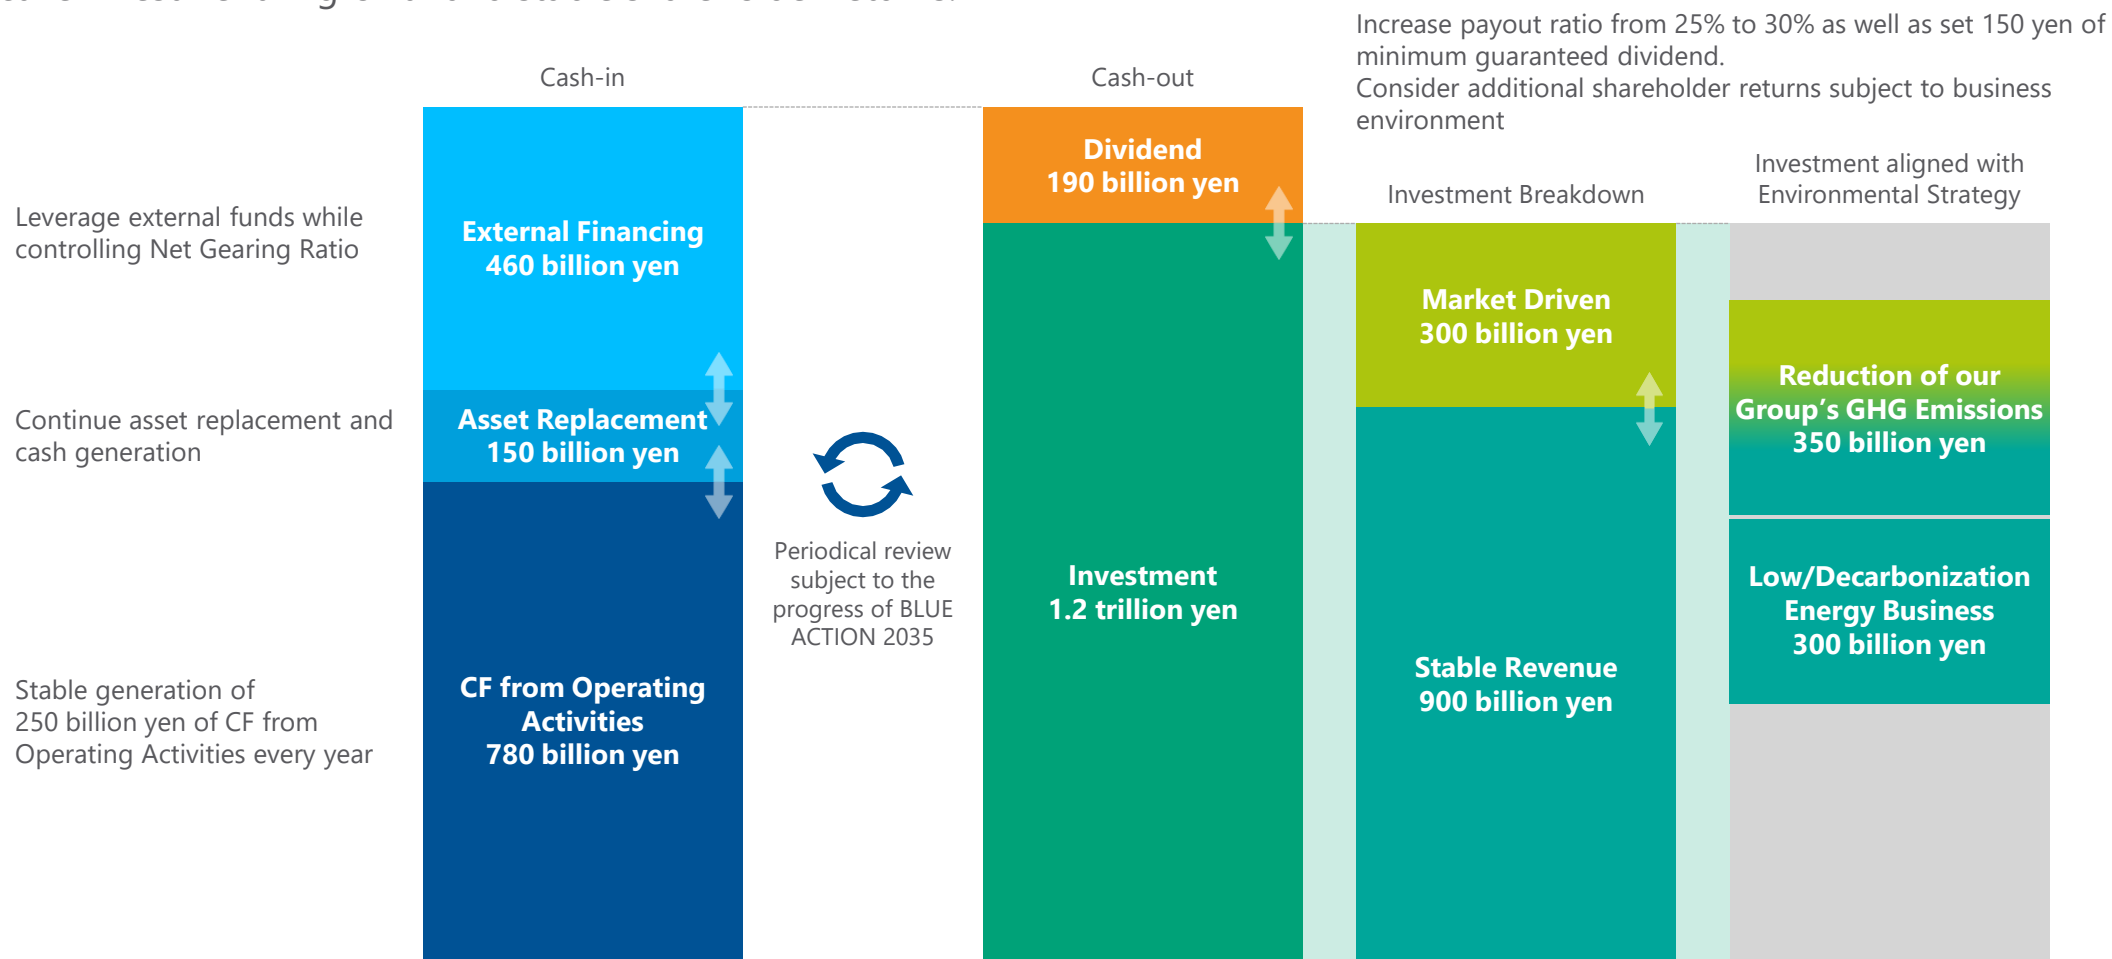 Increase payout ratio from 25% to 30% as well as set 150 yen of
minimum guaranteed dividend.
Consider additional shareholder returns subject to business
environment
Cash-in
Cash-out
Investment Breakdown
Investment aligned with
Environmental Strategy
Leverage external funds while
controlling Net Gearing Ratio
Continue asset replacement and
cash generation
Stable generation of
250 billion yen of CF from
Operating Activities every year
External Financing
460 billion yen
Asset Replacement
150 billion yen
CF from Operating
Activities
780 billion yen
Periodical review
subject to the
progress of BLUE
ACTION 2035
Dividend
190 billion yen
Investment
1.2 trillion yen
Market Driven
300 billion yen
Stable Revenue
900 billion yen
Reduction of our
Group’s GHG Emissions
350 billion yen
Low/Decarbonization
Energy Business
300 billion yen